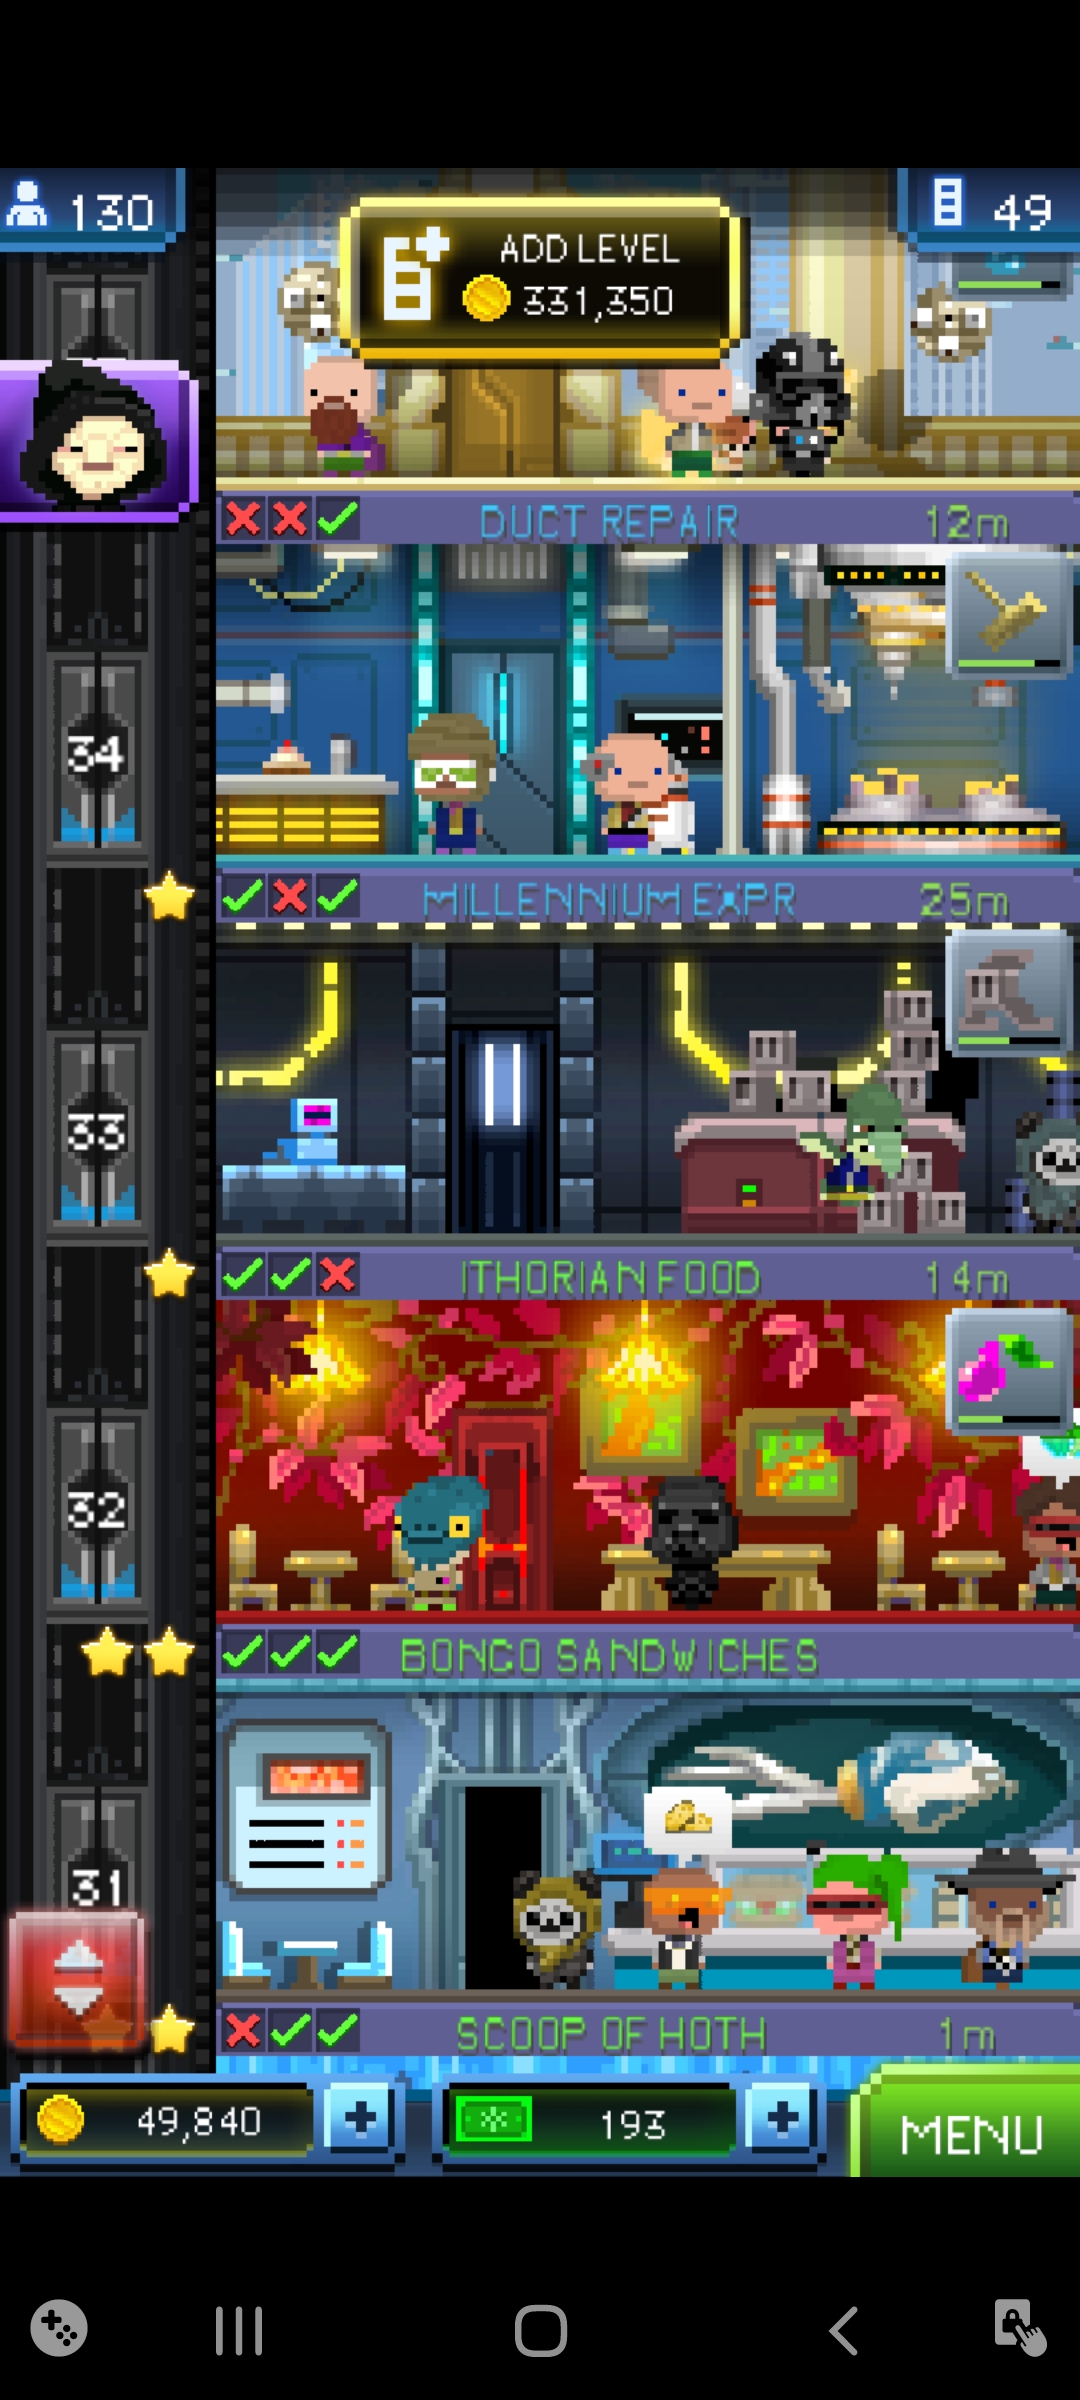 130
ADD LEVEL
331,350
49
DUCT REPAIR 12m
34
MILLENNIUM EXPR 25m
33
ITHORIAN FOOD 14m
32
BONGO SANDWICHES
31
SCOOP OF HOTH 1m
49,840
193
MENU